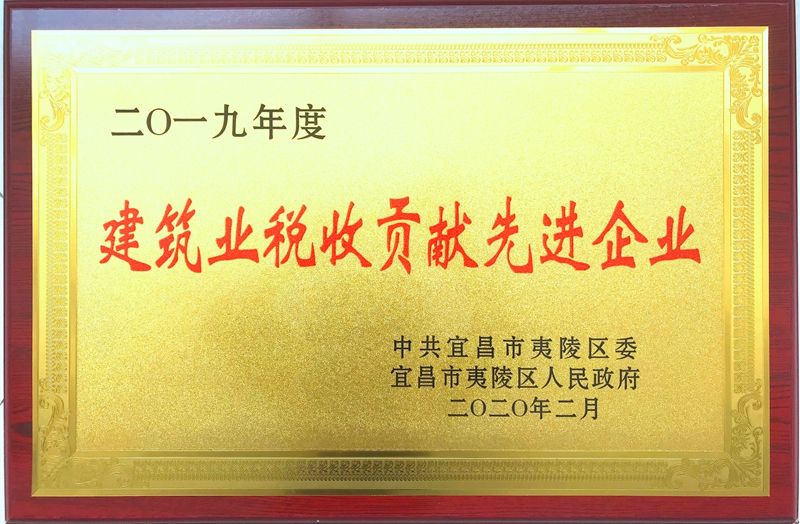 二〇一九年度
建筑业税收贡献先进企业
中共宜昌市夷陵区委
宜昌市夷陵区人民政府
二〇二〇年二月